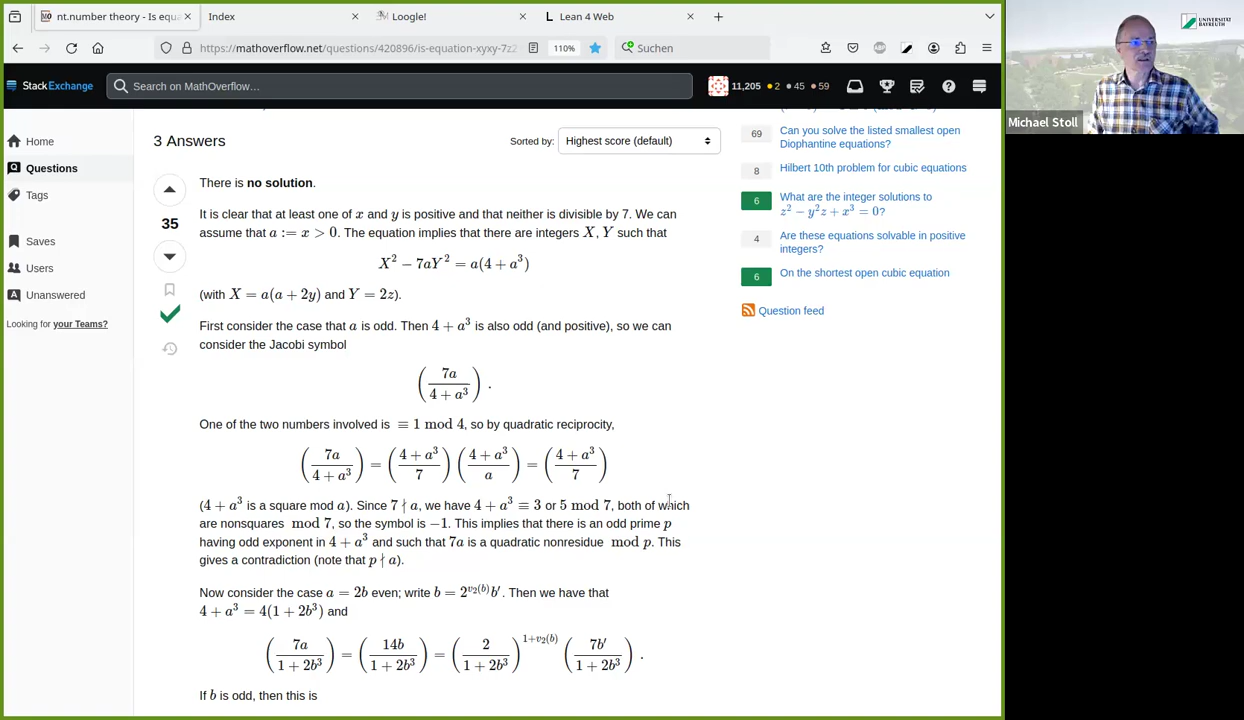 nt.number theory - Is equa
Index
Loogle!
Lean 4 Web
https://mathoverflow.net/questions/420896/is-equation-xyxy-7z2
110%
Suchen
UNIVERSITÄT
BAYREUTH
StackExchange
Search on MathOverflow…
11,205 2 45 59
Michael Stoll
Home
Questions
Tags
Saves
Users
Unanswered
Looking for your Teams?
3 Answers
Sorted by:
Highest score (default)
35
There is no solution.
It is clear that at least one of x and y is positive and that neither is divisible by 7. We can
assume that a := x > 0. The equation implies that there are integers X, Y such that
X² − 7aY² = a(4 + a³)
(with X = a(a + 2y) and Y = 2z).
First consider the case that a is odd. Then 4 + a³ is also odd (and positive), so we can
consider the Jacobi symbol
(7a / 4 + a³) .
One of the two numbers involved is ≡ 1 mod 4, so by quadratic reciprocity,
(7a / 4 + a³) = (4 + a³ / 7) (4 + a³ / a) = (4 + a³ / 7)
(4 + a³ is a square mod a). Since 7 ∤ a, we have 4 + a³ ≡ 3 or 5 mod 7, both of which
are nonsquares mod 7, so the symbol is −1. This implies that there is an odd prime p
having odd exponent in 4 + a³ and such that 7a is a quadratic nonresidue mod p. This
gives a contradiction (note that p ∤ a).
Now consider the case a = 2b even; write b = 2^{v₂(b)}b′. Then we have that
4 + a³ = 4(1 + 2b³) and
(7a / 1 + 2b³) = (14b / 1 + 2b³) = (2 / 1 + 2b³)^{1+v₂(b)} (7b′ / 1 + 2b³) .
If b is odd, then this is
69
Can you solve the listed smallest open
Diophantine equations?
8
Hilbert 10th problem for cubic equations
6
What are the integer solutions to
z² − y²z + x³ = 0?
4
Are these equations solvable in positive
integers?
6
On the shortest open cubic equation
Question feed